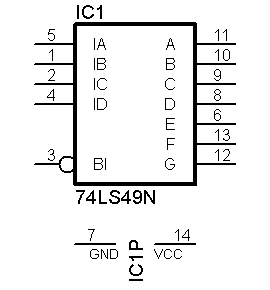 IC1
5 IA A 11
1 IB B 10
2 IC C 9
4 ID D 8
E 6
F 13
3 BI G 12
74LS49N
7 14
GND IC1P VCC